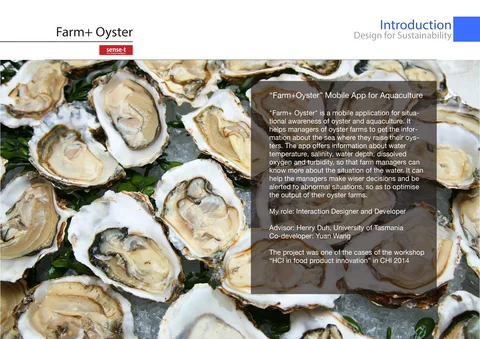 Farm+ Oyster
sense-t
Introduction
Design for Sustainability
“Farm+Oyster” Mobile App for Aquaculture
“Farm+ Oyster” is a mobile application for situa-
tional awareness of oyster and aquaculture. It
helps managers of oyster farms to get the infor-
mation about the sea where they raise their oys-
ters. The app offers information about water
temperature, salinity, water depth, dissolved
oxygen and turbidity, so that farm managers can
know more about the situation of the water. It can
help the managers make wiser decisions and be
alerted to abnormal situations, so as to optimise
the output of their oyster farms.
My role: Interaction Designer and Developer
Advisor: Henry Duh, University of Tasmania
Co-developer: Yuan Wang
The project was one of the cases of the workshop
“HCI in food product innovation” in CHI 2014